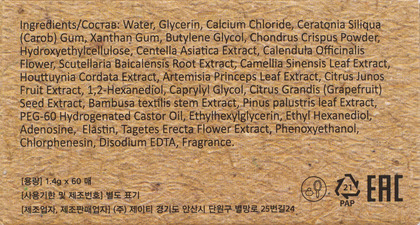 Ingredients/Состав: Water, Glycerin, Calcium Chloride, Ceratonia Siliqua
(Carob) Gum, Xanthan Gum, Butylene Glycol, Chondrus Crispus Powder,
Hydroxyethylcellulose, Centella Asiatica Extract, Calendula Officinalis
Flower, Scutellaria Baicalensis Root Extract, Camellia Sinensis Leaf Extract,
Houttuynia Cordata Extract, Artemisia Princeps Leaf Extract, Citrus Junos
Fruit Extract, 1,2-Hexanediol, Caprylyl Glycol, Citrus Grandis (Grapefruit)
Seed Extract, Bambusa textilis stem Extract, Pinus palustris leaf Extract,
PEG-60 Hydrogenated Castor Oil, Ethylhexylglycerin, Ethyl Hexanediol,
Adenosine, Elastin, Tagetes Erecta Flower Extract, Phenoxyethanol,
Chlorphenesin, Disodium EDTA, Fragrance.
[용량] 1.4g x 60 매
[사용기한 및 제조번호] 별도 표기
[제조업자, 제조판매업자] (주) 제이티 경기도 안산시 단원구 별망로 25번길24
21
PAP
EAC